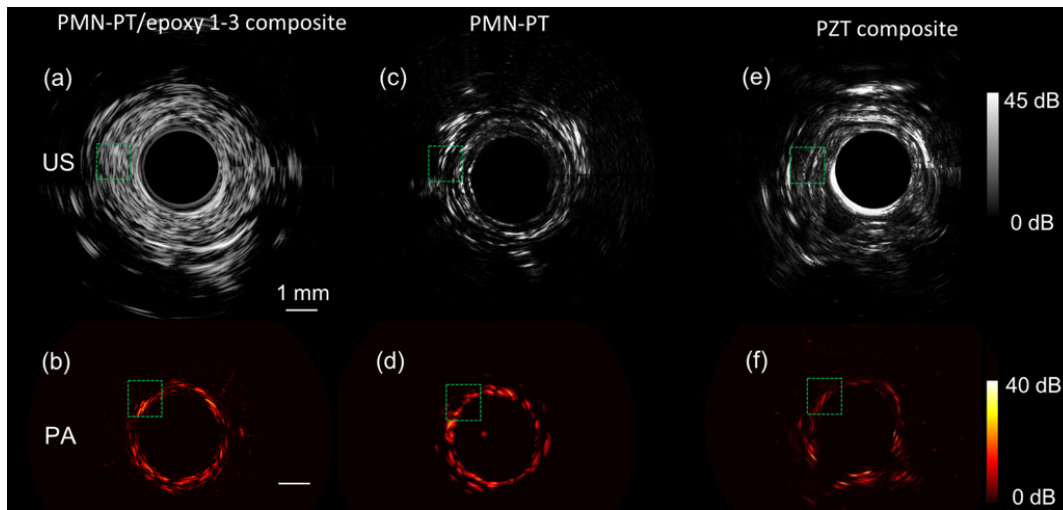 PMN-PT/epoxy 1-3 composite
PMN-PT
PZT composite
(a)
(c)
(e)
45 dB
US
0 dB
1 mm
(b)
(d)
(f)
40 dB
PA
0 dB